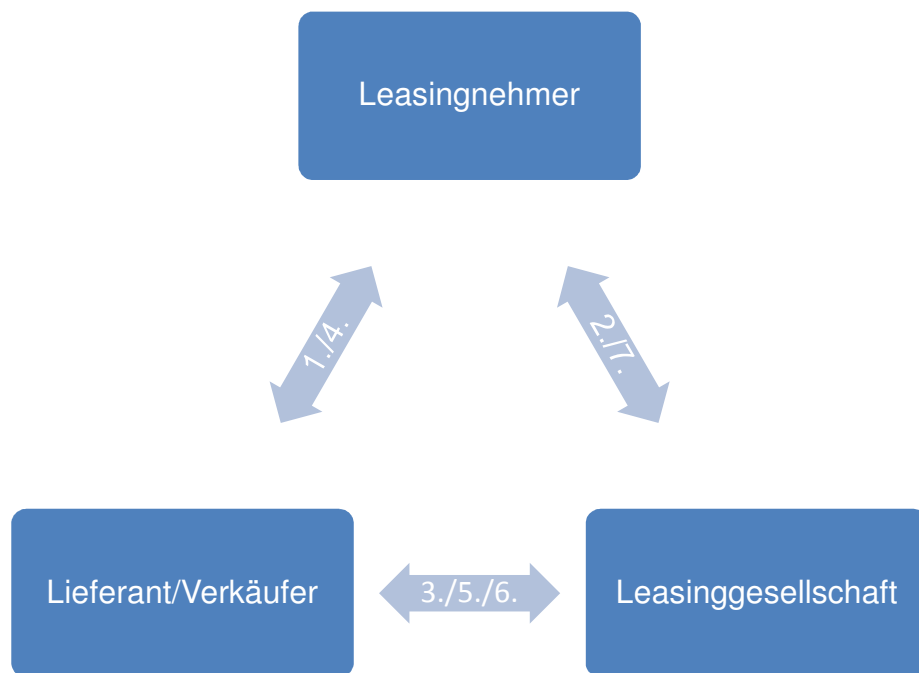 Leasingnehmer
1./4.
2./7.
Lieferant/Verkäufer
3./5./6.
Leasinggesellschaft